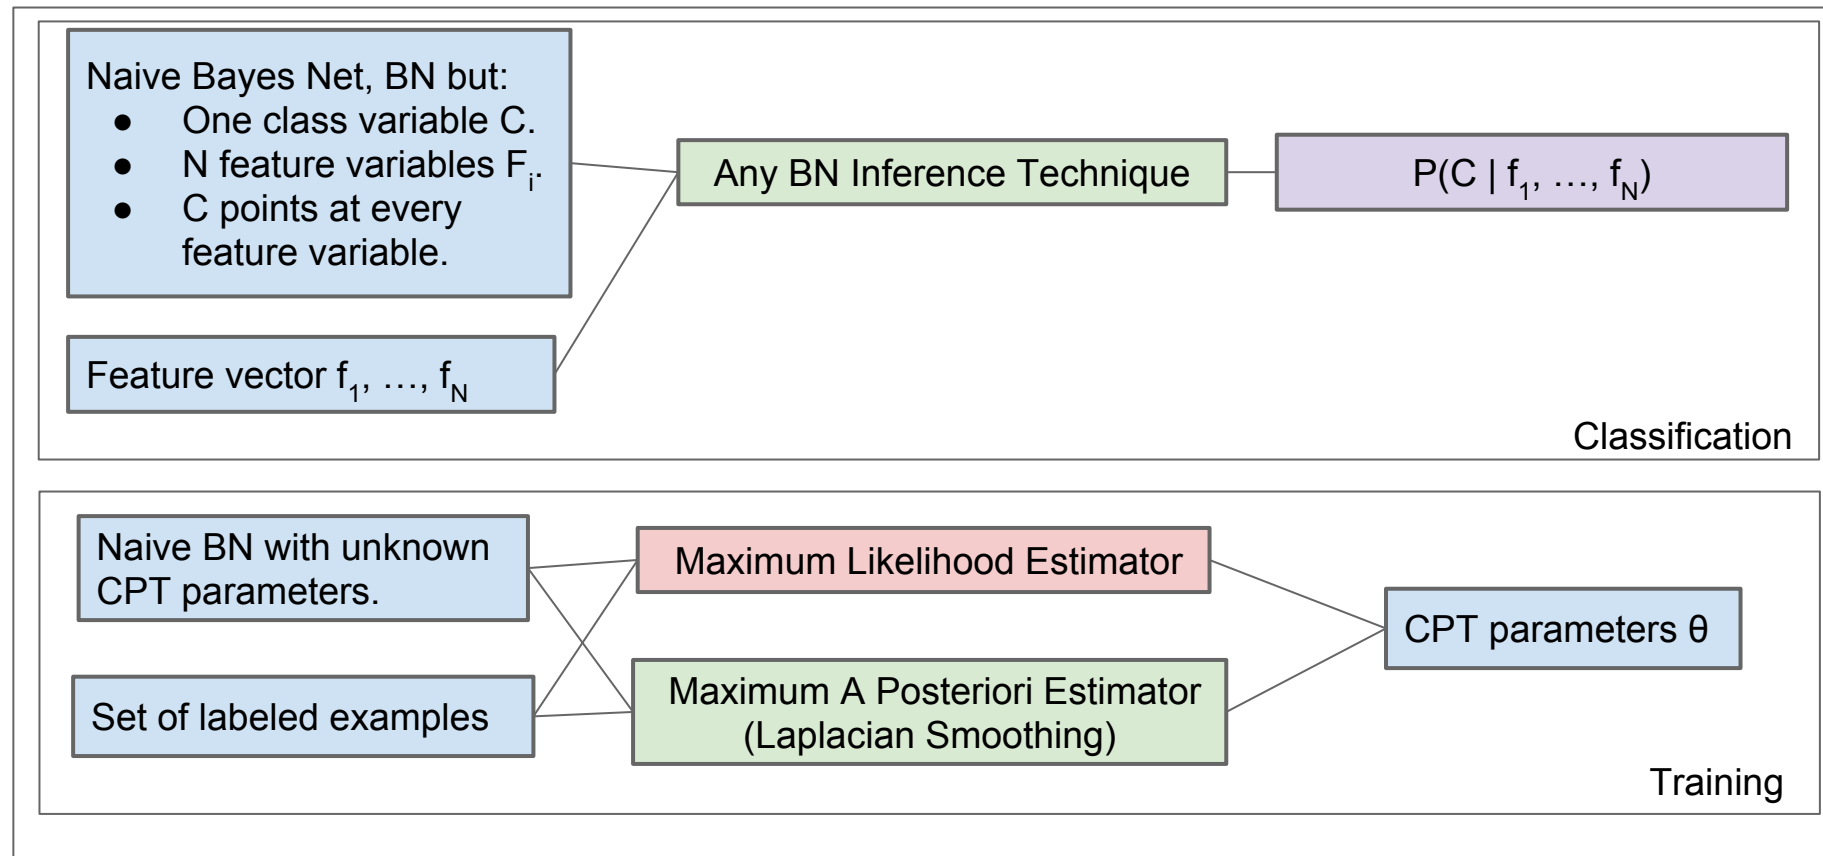 Naive Bayes Net, BN but:
● One class variable C.
● N feature variables Fᵢ.
● C points at every
feature variable.
Any BN Inference Technique
P(C | f₁, …, f_N)
Feature vector f₁, …, f_N
Classification
Naive BN with unknown
CPT parameters.
Maximum Likelihood Estimator
CPT parameters θ
Set of labeled examples
Maximum A Posteriori Estimator
(Laplacian Smoothing)
Training